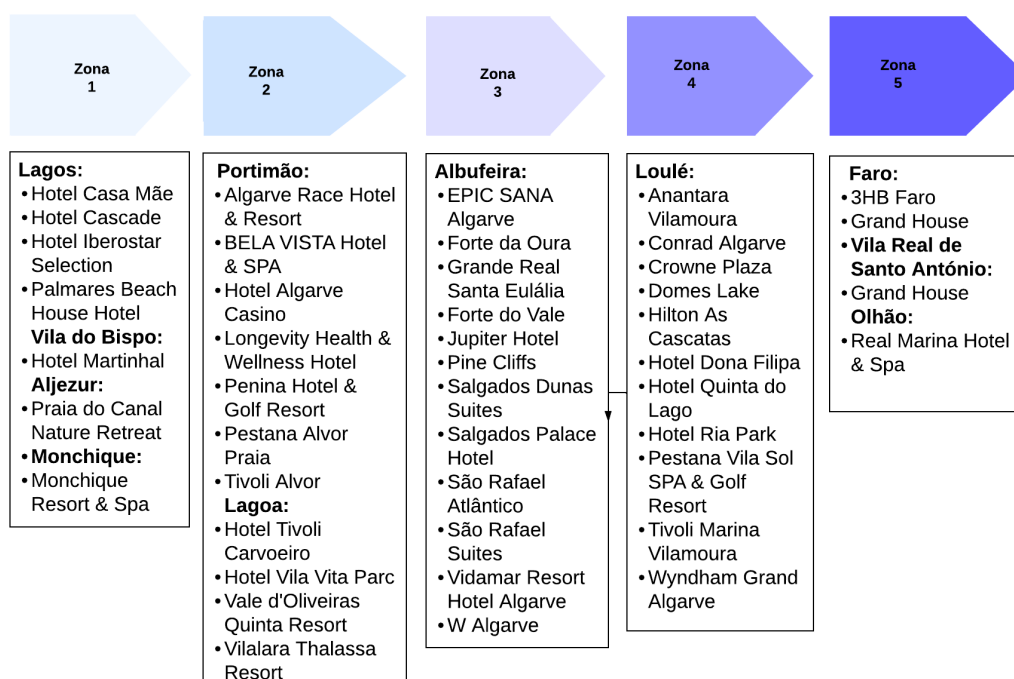 Zona
1
Zona
2
Zona
3
Zona
4
Zona
5
Lagos:
•Hotel Casa Mãe
•Hotel Cascade
•Hotel Iberostar
Selection
•Palmares Beach
House Hotel
Vila do Bispo:
•Hotel Martinhal
Aljezur:
•Praia do Canal
Nature Retreat
•Monchique:
•Monchique
Resort & Spa
Portimão:
•Algarve Race Hotel
& Resort
•BELA VISTA Hotel
& SPA
•Hotel Algarve
Casino
•Longevity Health &
Wellness Hotel
•Penina Hotel &
Golf Resort
•Pestana Alvor
Praia
•Tivoli Alvor
Lagoa:
•Hotel Tivoli
Carvoeiro
•Hotel Vila Vita Parc
•Vale d'Oliveiras
Quinta Resort
•Vilalara Thalassa
Resort
Albufeira:
•EPIC SANA
Algarve
•Forte da Oura
•Grande Real
Santa Eulália
•Forte do Vale
•Jupiter Hotel
•Pine Cliffs
•Salgados Dunas
Suites
•Salgados Palace
Hotel
•São Rafael
Atlântico
•São Rafael
Suites
•Vidamar Resort
Hotel Algarve
•W Algarve
Loulé:
•Anantara
Vilamoura
•Conrad Algarve
•Crowne Plaza
•Domes Lake
•Hilton As
Cascatas
•Hotel Dona Filipa
•Hotel Quinta do
Lago
•Hotel Ria Park
•Pestana Vila Sol
SPA & Golf
Resort
•Tivoli Marina
Vilamoura
•Wyndham Grand
Algarve
Faro:
•3HB Faro
•Grand House
•Vila Real de
Santo António:
•Grand House
Olhão:
•Real Marina Hotel
& Spa